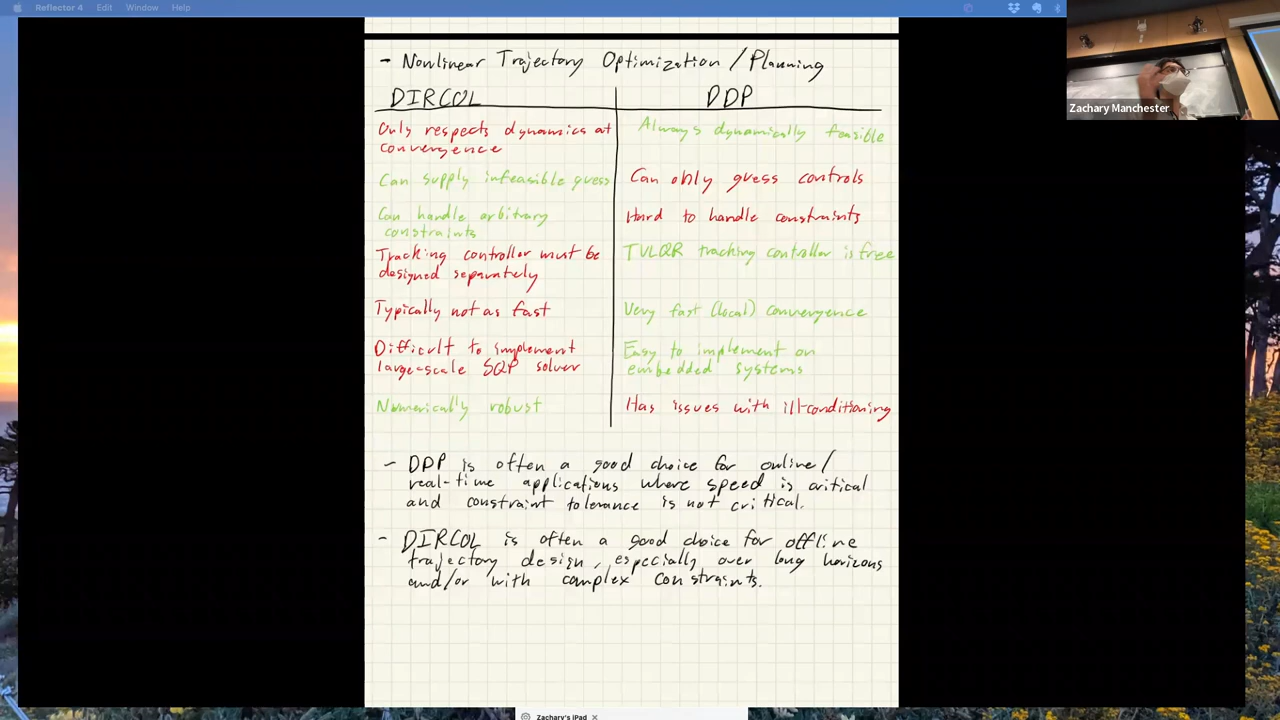 Reflector 4 Edit Window Help
- Nonlinear Trajectory Optimization / Planning
DIRCOL
DDP
Only respects dynamics at
convergence
Always dynamically feasible
Can supply infeasible guess
Can only guess controls
Can handle arbitrary
constraints
Hard to handle constraints
Tracking controller must be
designed separately
TVLQR tracking controller is free
Typically not as fast
Very fast (local) convergence
Difficult to implement
large-scale SQP solver
Easy to implement on
embedded systems
Numerically robust
Has issues with ill-conditioning
- DDP is often a good choice for online/
real-time applications where speed is critical
and constraint tolerance is not critical.
- DIRCOL is often a good choice for offline
trajectory design, especially over long horizons
and/or with complex constraints.
Zachary Manchester
Zachary's iPad